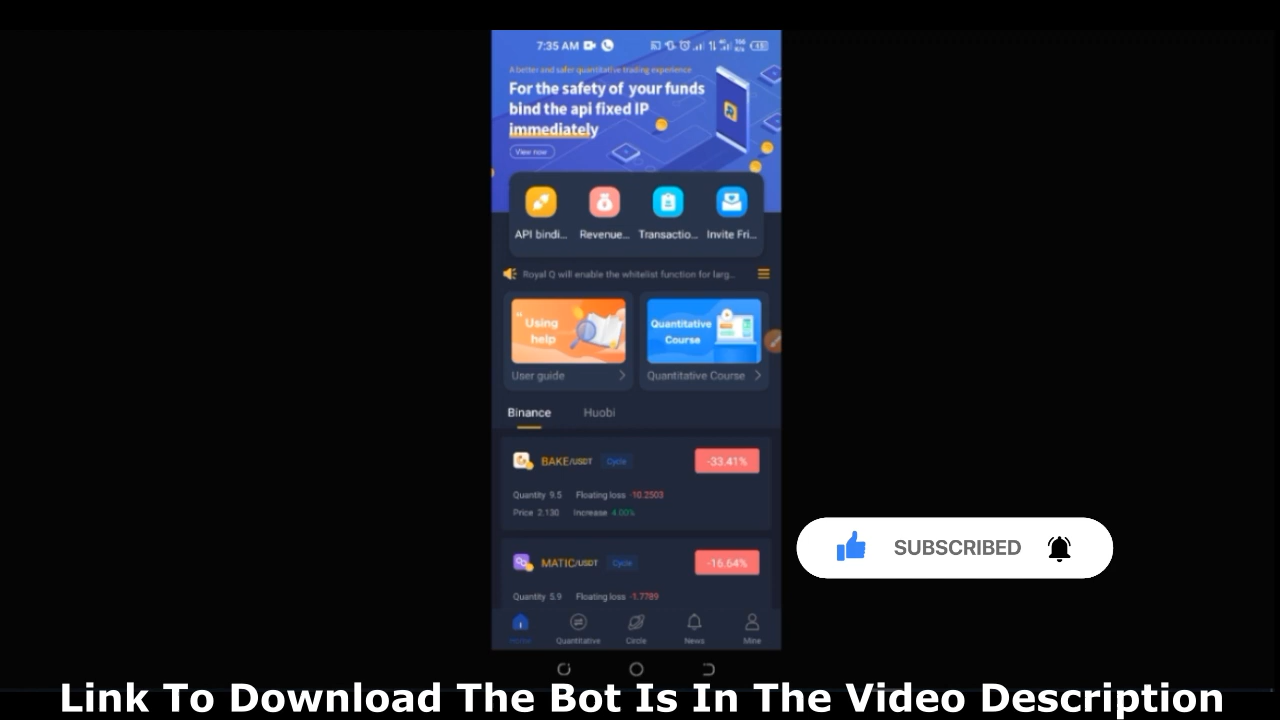 7:35 AM
A better and safer quantitative trading experience
For the safety of your funds
bind the api fixed IP
immediately
View now
API bindi... Revenue... Transactio... Invite Fri...
Royal Q will enable the whitelist function for larg...
"Using
help
Quantitative
Course
User guide
Quantitative Course
Binance Huobi
BAKE/USDT Cycle -33.41%
Quantity 9.5 Floating loss -10.2503
Price 2.130 Increase 4.00%
MATIC/USDT Cycle -16.64%
Quantity 5.9 Floating loss -1.7789
Home Quantitative Circle News Mine
SUBSCRIBED
Link To Download The Bot Is In The Video Description